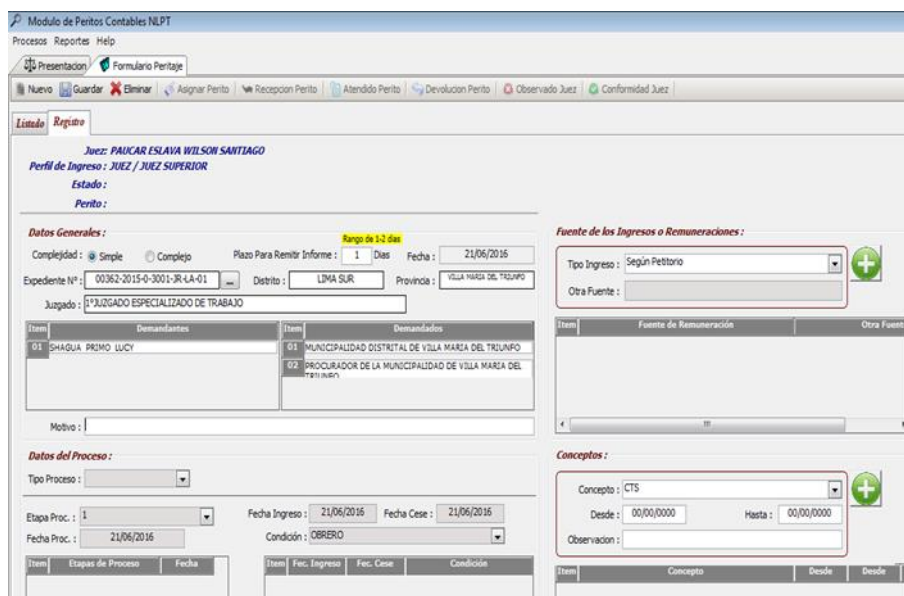 Modulo de Peritos Contables NLPT
Procesos Reportes Help
Presentacion Formulario Peritaje
Nuevo Guardar Eliminar Asignar Perito Recepcion Perito Atendido Perito Devolucion Perito Observado Juez Conformidad Juez
Listado Registro
Juez: PAUCAR ESLAVA WILSON SANTIAGO
Perfil de Ingreso : JUEZ / JUEZ SUPERIOR
Estado :
Perito :
Datos Generales :
Rango de 1-2 dias
Complejidad : Simple Complejo Plazo Para Remitir Informe : 1 Dias Fecha : 21/06/2016
Expediente Nº : 00362-2015-0-3001-JR-LA-01 ... Distrito : LIMA SUR Provincia : VILLA MARIA DEL TRIUNFO
Juzgado : 1°JUZGADO ESPECIALIZADO DE TRABAJO
Item Demandantes Item Demandados
01 SHAGUA PRIMO LUCY 01 MUNICIPALIDAD DISTRITAL DE VILLA MARIA DEL TRIUNFO
02 PROCURADOR DE LA MUNICIPALIDAD DE VILLA MARIA DEL
TRIUNFO
Motivo :
Fuente de los Ingresos o Remuneraciones :
Tipo Ingreso : Según Petitorio
Otra Fuente :
Item Fuente de Remuneración Otra Fuent
Datos del Proceso :
Tipo Proceso :
Etapa Proc. : 1 Fecha Ingreso : 21/06/2016 Fecha Cese : 21/06/2016
Fecha Proc. : 21/06/2016 Condición : OBRERO
Item Etapas de Proceso Fecha Item Fec. Ingreso Fec. Cese Condición
Conceptos :
Concepto : CTS
Desde : 00/00/0000 Hasta : 00/00/0000
Observacion :
Item Concepto Desde Desde